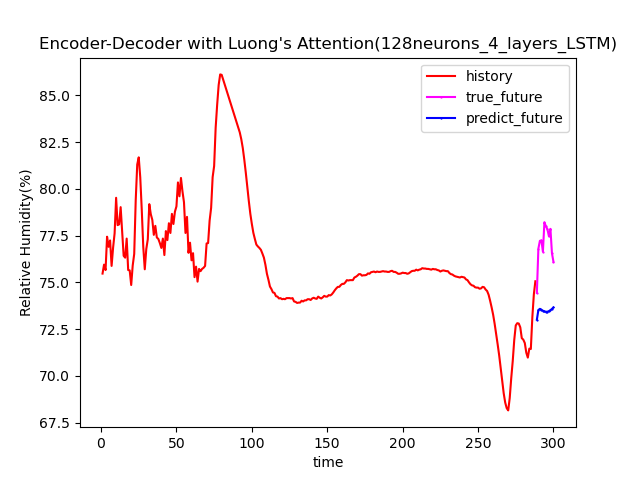 Encoder-Decoder with Luong's Attention(128neurons_4_layers_LSTM)
history
true_future
predict_future
Relative Humidity(%)
85.0
82.5
80.0
77.5
75.0
72.5
70.0
67.5
0 50 100 150 200 250 300
time